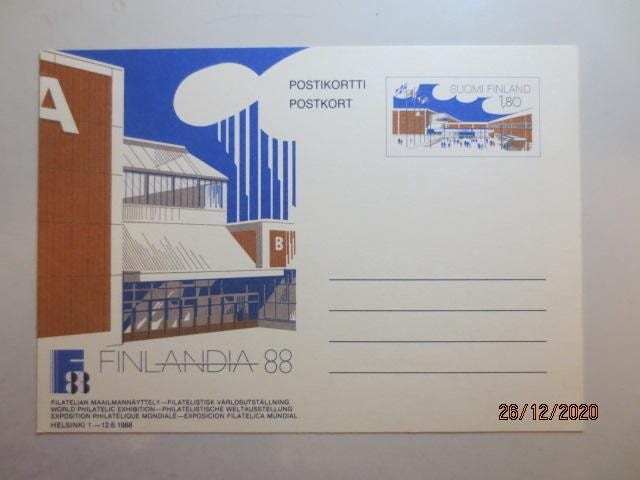 A
B
POSTIKORTTI
POSTKORT
SUOMI FINLAND
1,80
F
88
FINLANDIA 88
FILATELIAN MAAILMANNÄYTTELY—FILATELISTISK VÄRLDSUTSTÄLLNING
WORLD PHILATELIC EXHIBITION—PHILATELISTISCHE WELTAUSSTELLUNG
EXPOSITION PHILATELIQUE MONDIALE—EXPOSICION FILATELICA MUNDIAL
HELSINKI 1.—12.6.1988
26/12/2020